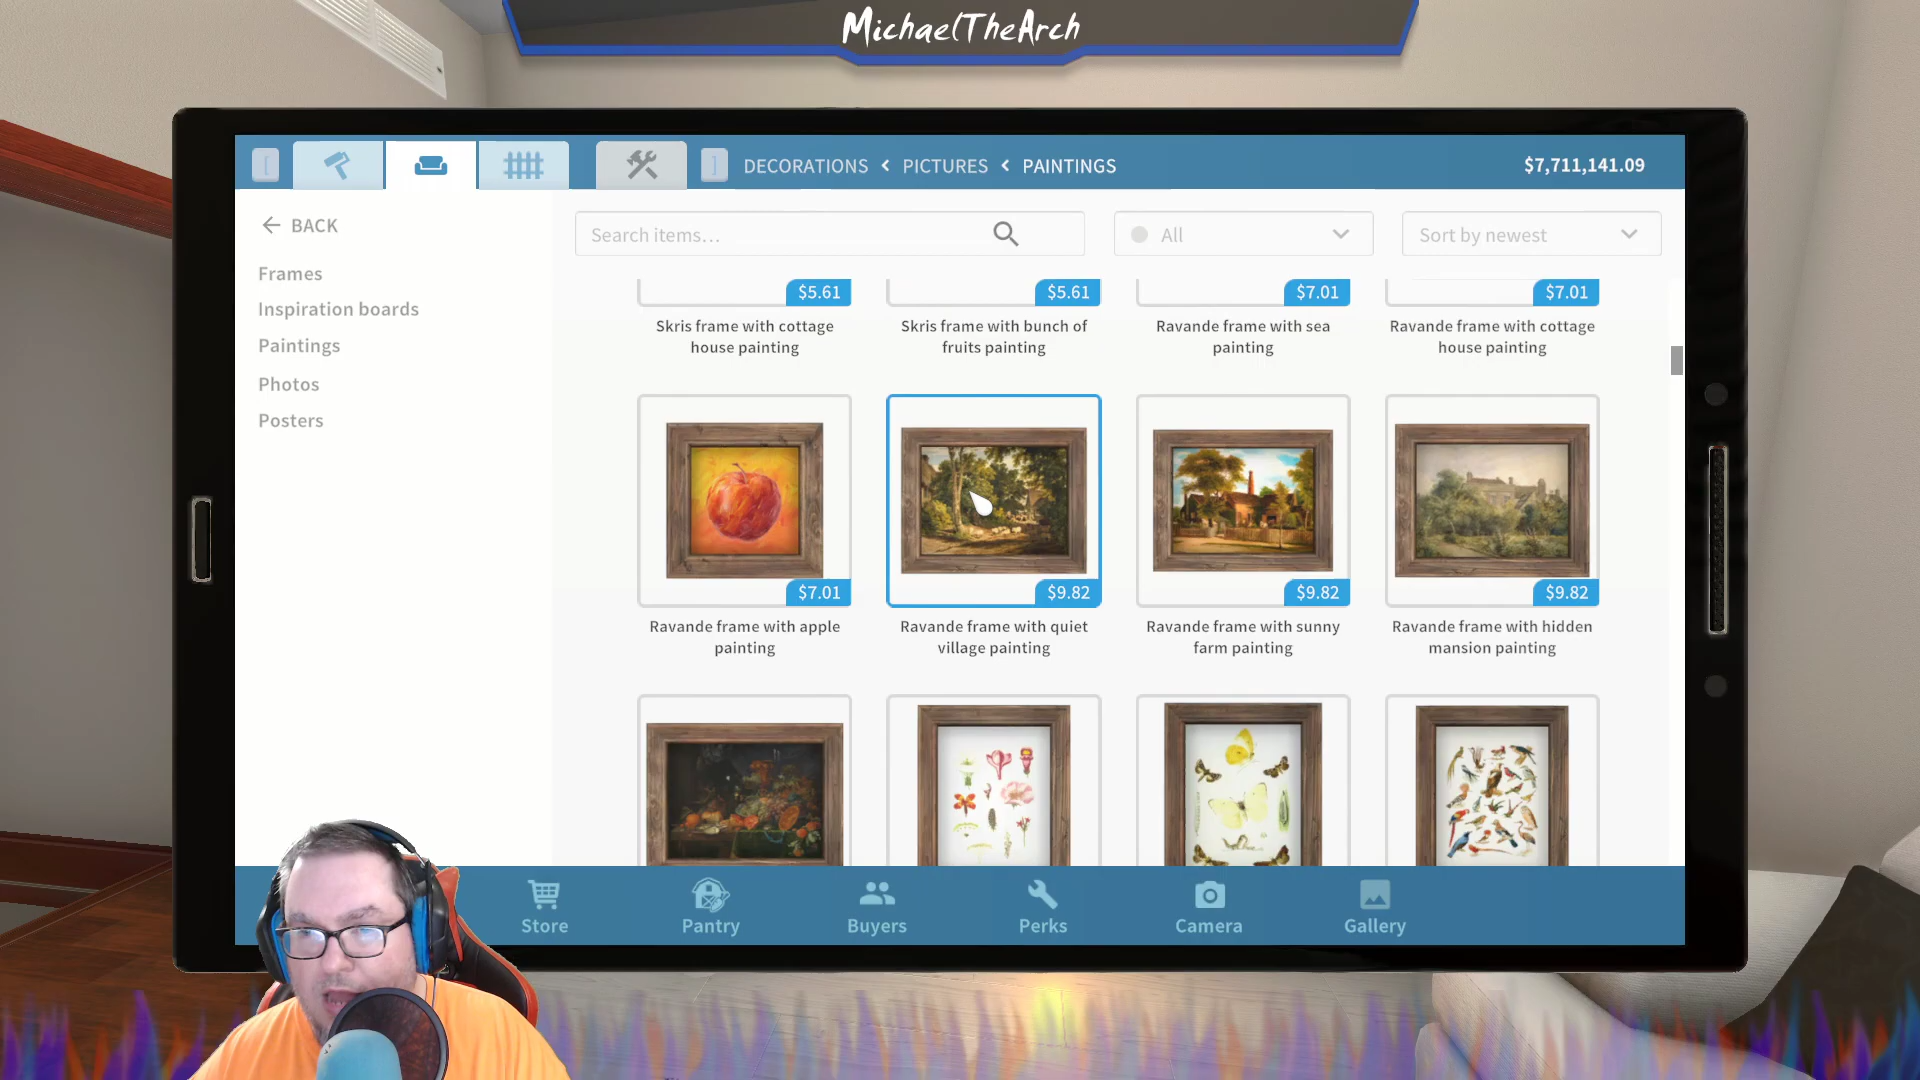 Michael(TheArch
[
]
DECORATIONS
PICTURES
PAINTINGS
$7,711,141.09
BACK
Frames
Inspiration boards
Paintings
Photos
Posters
Search items...
All
Sort by newest
$5.61
$5.61
$7.01
$7.01
Skris frame with cottage
house painting
Skris frame with bunch of
fruits painting
Ravande frame with sea
painting
Ravande frame with cottage
house painting
$7.01
$9.82
$9.82
$9.82
Ravande frame with apple
painting
Ravande frame with quiet
village painting
Ravande frame with sunny
farm painting
Ravande frame with hidden
mansion painting
Store
Pantry
Buyers
Perks
Camera
Gallery